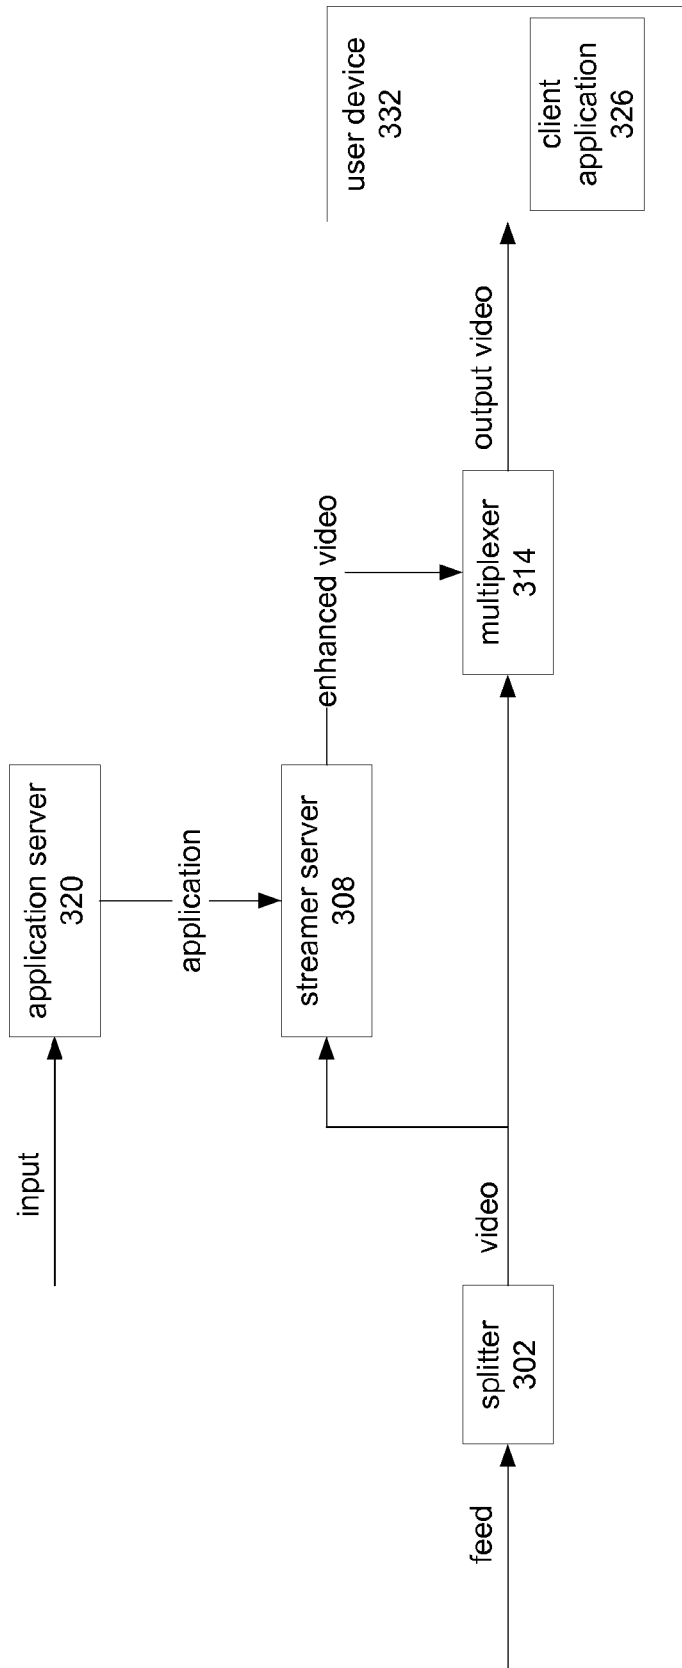 input
application server
320
application
streamer server
308
enhanced video
feed
splitter
302
video
multiplexer
314
output video
user device
332
client
application
326